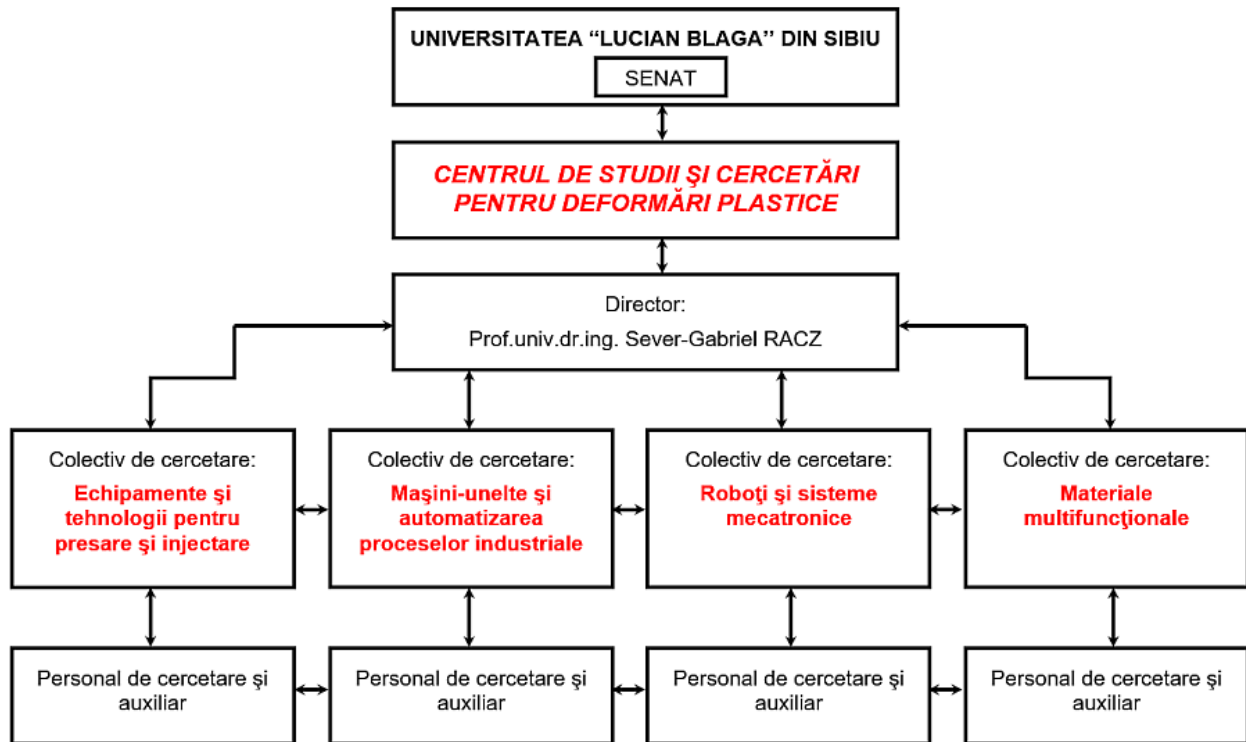 UNIVERSITATEA “LUCIAN BLAGA” DIN SIBIU
SENAT
CENTRUL DE STUDII ŞI CERCETĂRI
PENTRU DEFORMĂRI PLASTICE
Director:
Prof.univ.dr.ing. Sever-Gabriel RACZ
Colectiv de cercetare:
Echipamente şi
tehnologii pentru
presare şi injectare
Colectiv de cercetare:
Maşini-unelte şi
automatizarea
proceselor industriale
Colectiv de cercetare:
Roboţi şi sisteme
mecatronice
Colectiv de cercetare:
Materiale
multifuncţionale
Personal de cercetare şi
auxiliar
Personal de cercetare şi
auxiliar
Personal de cercetare şi
auxiliar
Personal de cercetare şi
auxiliar